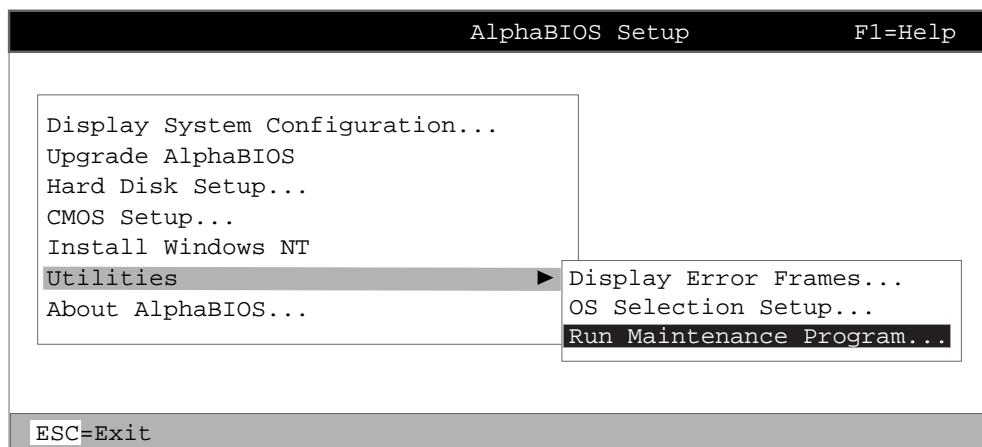 AlphaBIOS Setup F1=Help
Display System Configuration...
Upgrade AlphaBIOS
Hard Disk Setup...
CMOS Setup...
Install Windows NT
Utilities
Display Error Frames...
About AlphaBIOS...
OS Selection Setup...
Run Maintenance Program...
ESC=Exit